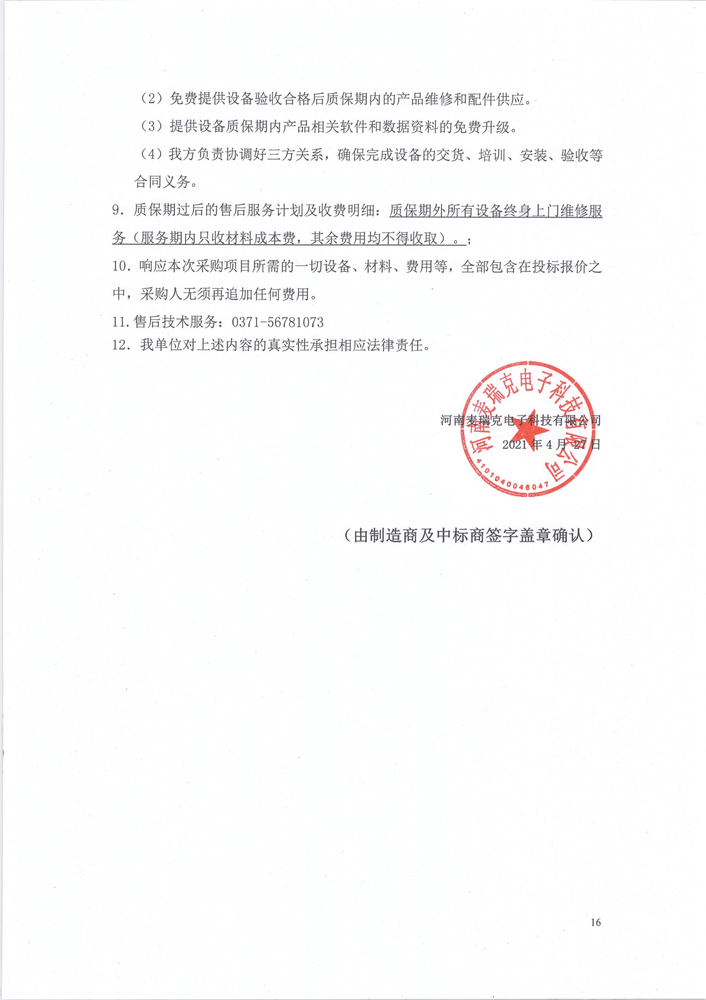 （2）免费提供设备验收合格后质保期内的产品维修和配件供应。
（3）提供设备质保期内产品相关软件和数据资料的免费升级。
（4）我方负责协调好三方关系，确保完成设备的交货、培训、安装、验收等
合同义务。
9. 质保期过后的售后服务计划及收费明细：质保期外所有设备终身上门维修服
务（服务期内只收材料成本费，其余费用均不得收取）。;
10. 响应本次采购项目所需的一切设备、材料、费用等，全部包含在投标报价之
中，采购人无须再追加任何费用。
11. 售后技术服务：0371-56781073
12. 我单位对上述内容的真实性承担相应法律责任。
河南麦瑞克电子科技有限公司
河南麦瑞克电子科技有限公司
2021 年 4 月 27 日
4101040046047
（由制造商及中标商签字盖章确认）
16